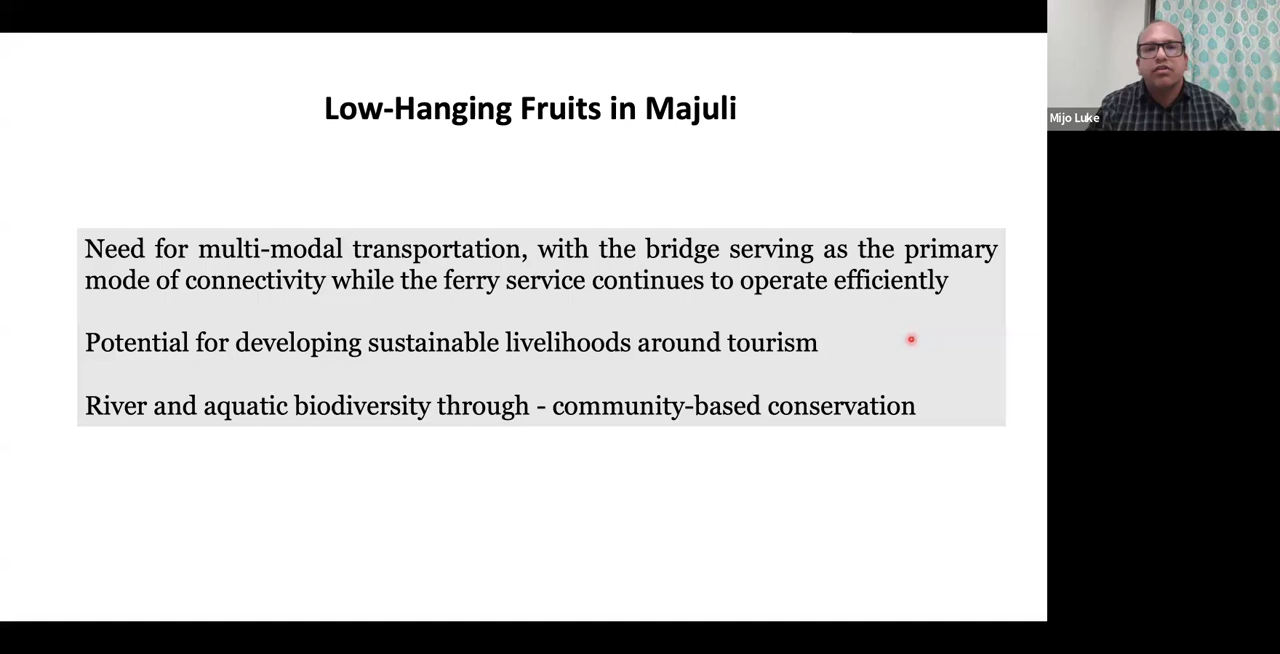 Low-Hanging Fruits in Majuli
Mijo Luke
Need for multi-modal transportation, with the bridge serving as the primary
mode of connectivity while the ferry service continues to operate efficiently
Potential for developing sustainable livelihoods around tourism
River and aquatic biodiversity through - community-based conservation